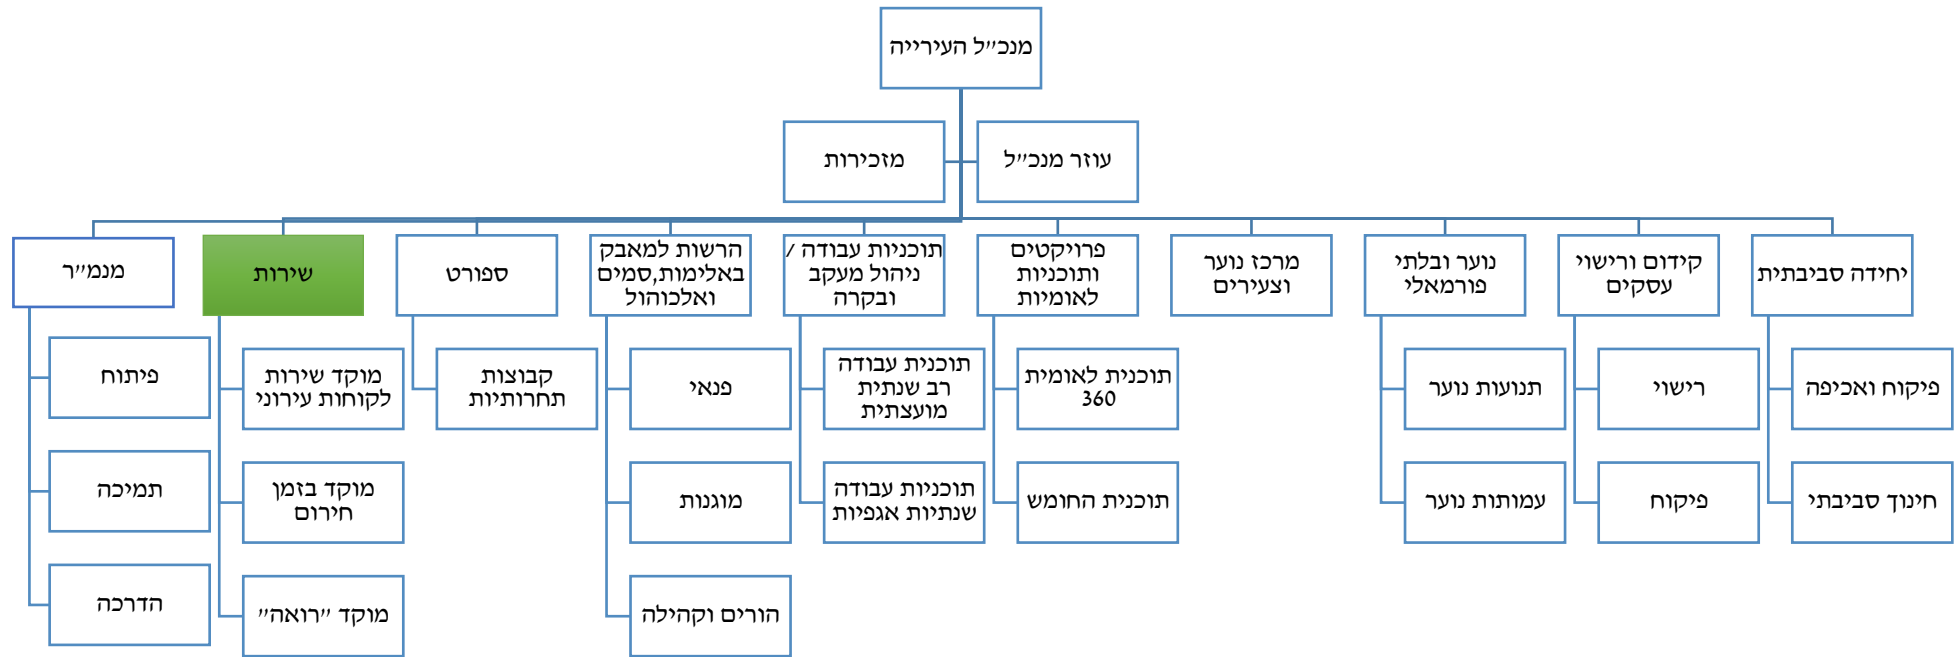 מנכ״ל העירייה
עוזר מנכ״ל
מזכירות
יחידה סביבתית
קידום ורישוי
עסקים
נוער ובלתי
פורמאלי
מרכז נוער
וצעירים
פרויקטים
ותוכניות
לאומיות
תוכניות עבודה /
ניהול מעקב
ובקרה
הרשות למאבק
באלימות,סמים
ואלכוהול
ספורט
שירות
מנמ״ר
פיקוח ואכיפה
רישוי
תנועות נוער
תוכנית לאומית
360
תוכנית עבודה
רב שנתית
מועצתית
פנאי
קבוצות
תחרותיות
מוקד שירות
לקוחות עירוני
פיתוח
חינוך סביבתי
פיקוח
עמותות נוער
תוכנית החומש
תוכניות עבודה
שנתיות אגפיות
מוגנות
מוקד בזמן
חירום
תמיכה
הורים וקהילה
מוקד ״רואה״
הדרכה